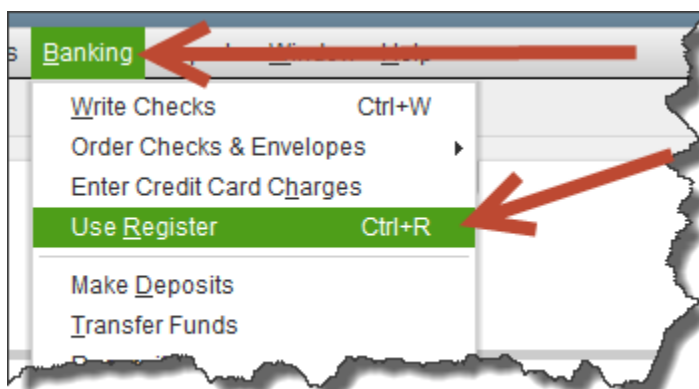 Banking
Write Checks Ctrl+W
Order Checks & Envelopes
Enter Credit Card Charges
Use Register Ctrl+R
Make Deposits
Transfer Funds